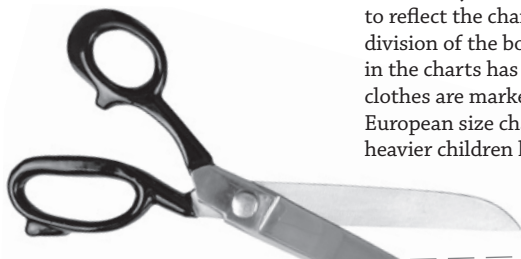 to reflect the
division of the
in the charts has
clothes are
European size
heavier children